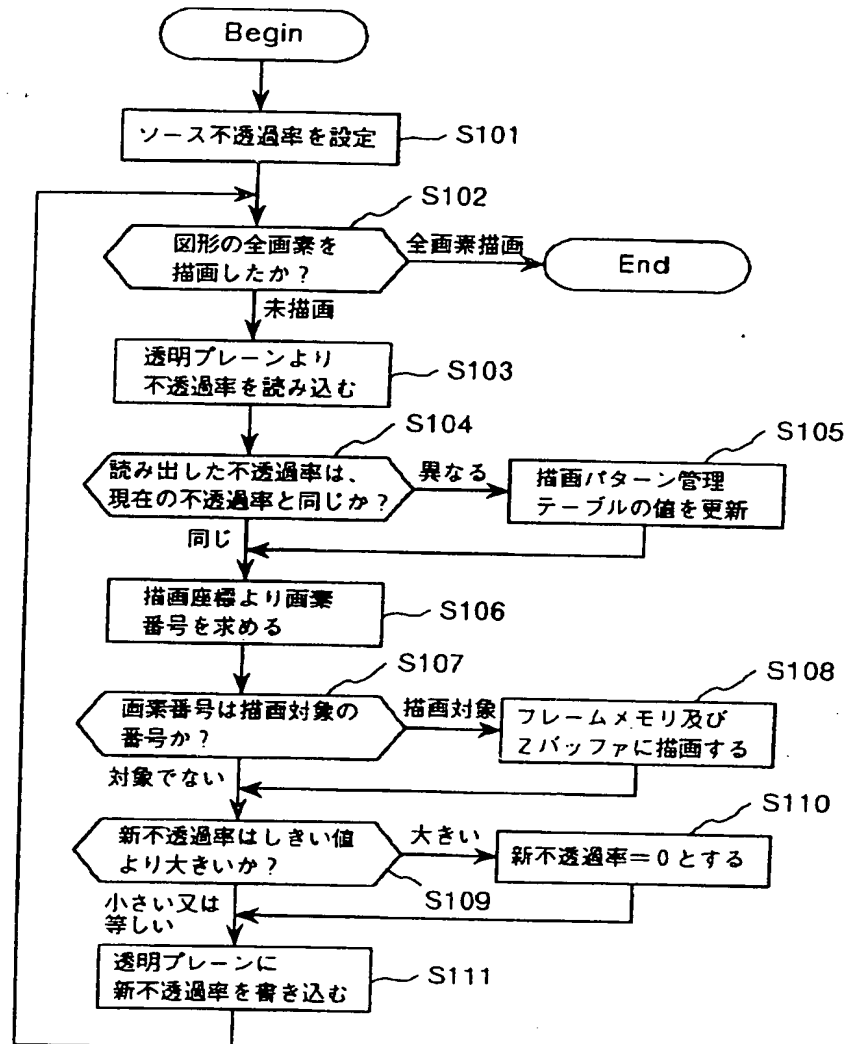 Begin
ソース不透過率を設定
S101
S102
図形の全画素を
描画したか？
全画素描画
End
未描画
透明プレーンより
不透過率を読み込む
S103
S104
S105
読み出した不透過率は、
現在の不透過率と同じか？
異なる
描画パターン管理
テーブルの値を更新
同じ
描画座標より画素
番号を求める
S106
S107
S108
画素番号は描画対象の
番号か？
描画対象
フレームメモリ及び
Zバッファに描画する
対象でない
S110
新不透過率はしきい値
より大きいか？
大きい
新不透過率＝0とする
S109
小さい又は
等しい
透明プレーンに
新不透過率を書き込む
S111